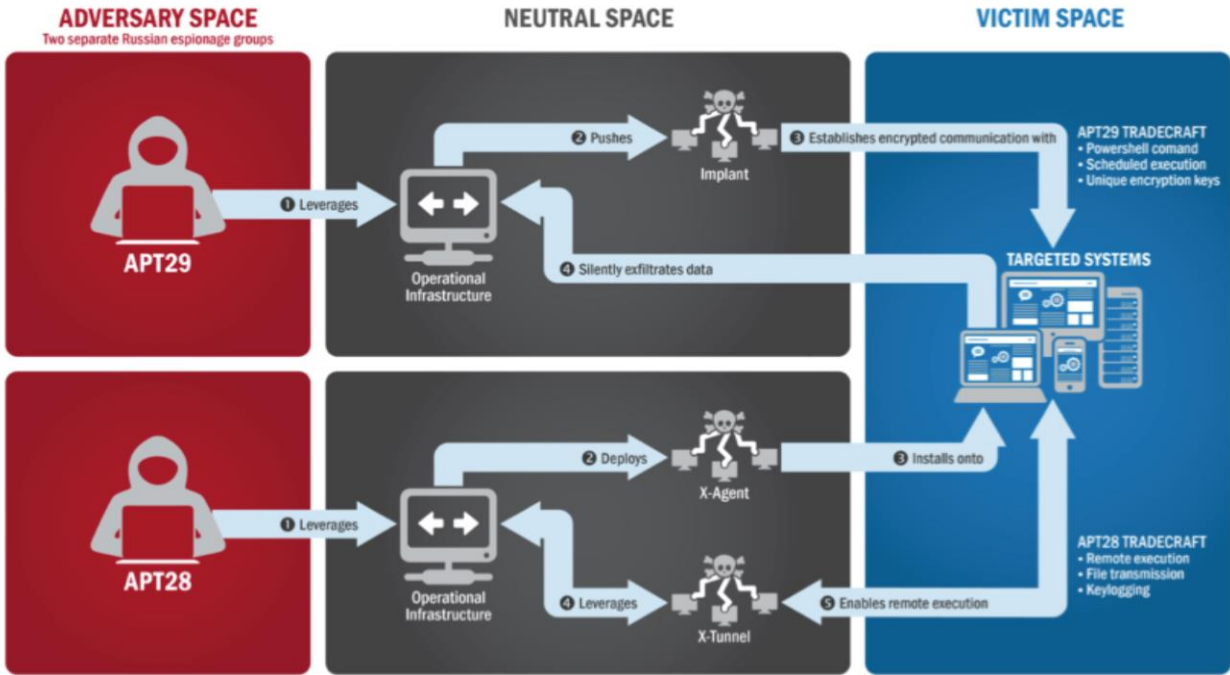 ADVERSARY SPACE
Two separate Russian espionage groups
NEUTRAL SPACE
VICTIM SPACE
❶ Leverages
APT29
Operational
Infrastructure
❷ Pushes
Implant
❸ Establishes encrypted communication with
❹ Silently exfiltrates data
APT29 TRADECRAFT
• Powershell comand
• Scheduled execution
• Unique encryption keys
TARGETED SYSTEMS
❶ Leverages
APT28
Operational
Infrastructure
❷ Deploys
X-Agent
❸ Installs onto
❹ Leverages
X-Tunnel
❺ Enables remote execution
APT28 TRADECRAFT
• Remote execution
• File transmission
• Keylogging